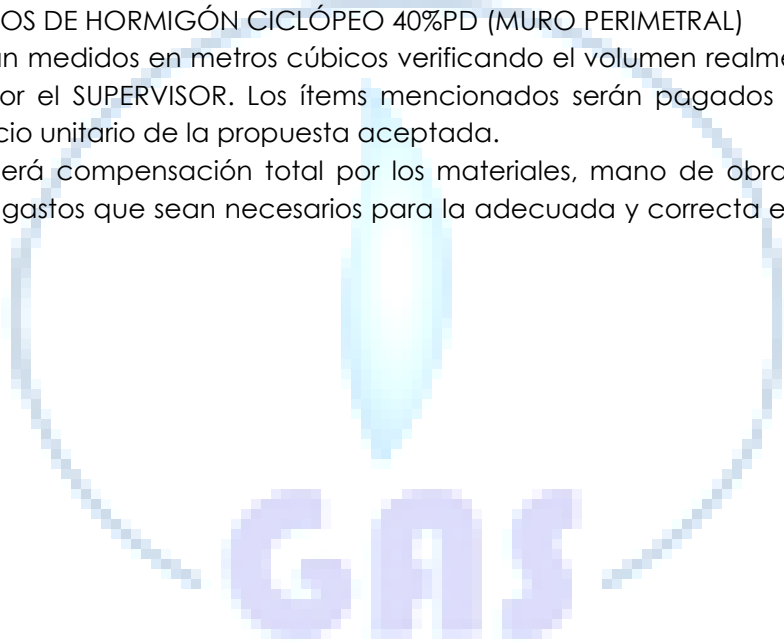 OS DE HORMIGÓN CICLÓPEO 40%PD (MURO PERIMETRAL)
n medidos en metros cúbicos verificando el volumen realme
or el SUPERVISOR. Los ítems mencionados serán pagados
cio unitario de la propuesta aceptada.
erá compensación total por los materiales, mano de obra
gastos que sean necesarios para la adecuada y correcta e
GAS